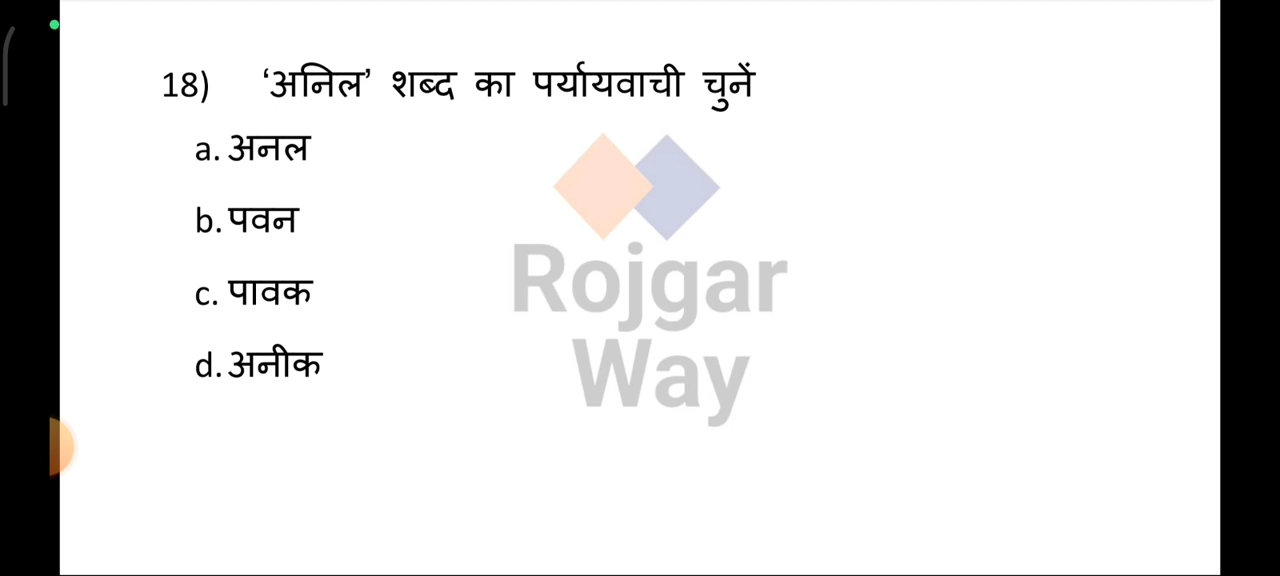 18) ‘अनिल’ शब्द का पर्यायवाची चुनें
a. अनल
b. पवन
c. पावक
d. अनीक
Rojgar
Way